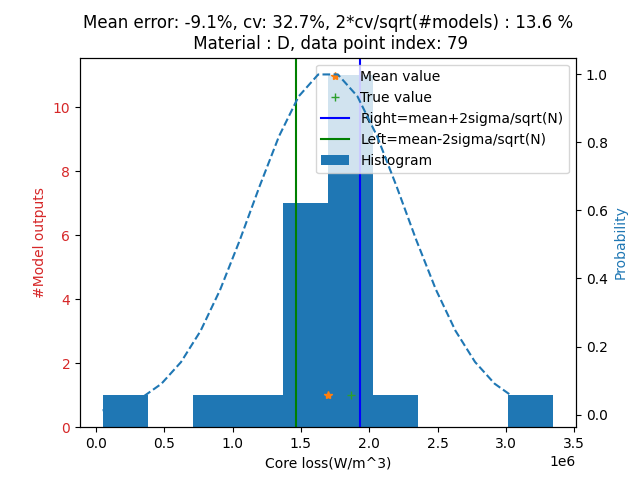 Mean error: -9.1%, cv: 32.7%, 2*cv/sqrt(#models) : 13.6 %
Material : D, data point index: 79
#Model outputs
10
8
6
4
2
0
Mean value
True value
Right=mean+2sigma/sqrt(N)
Left=mean-2sigma/sqrt(N)
Histogram
1.0
0.8
0.6
0.4
0.2
0.0
Probability
0.0 0.5 1.0 1.5 2.0 2.5 3.0 3.5
1e6
Core loss(W/m^3)